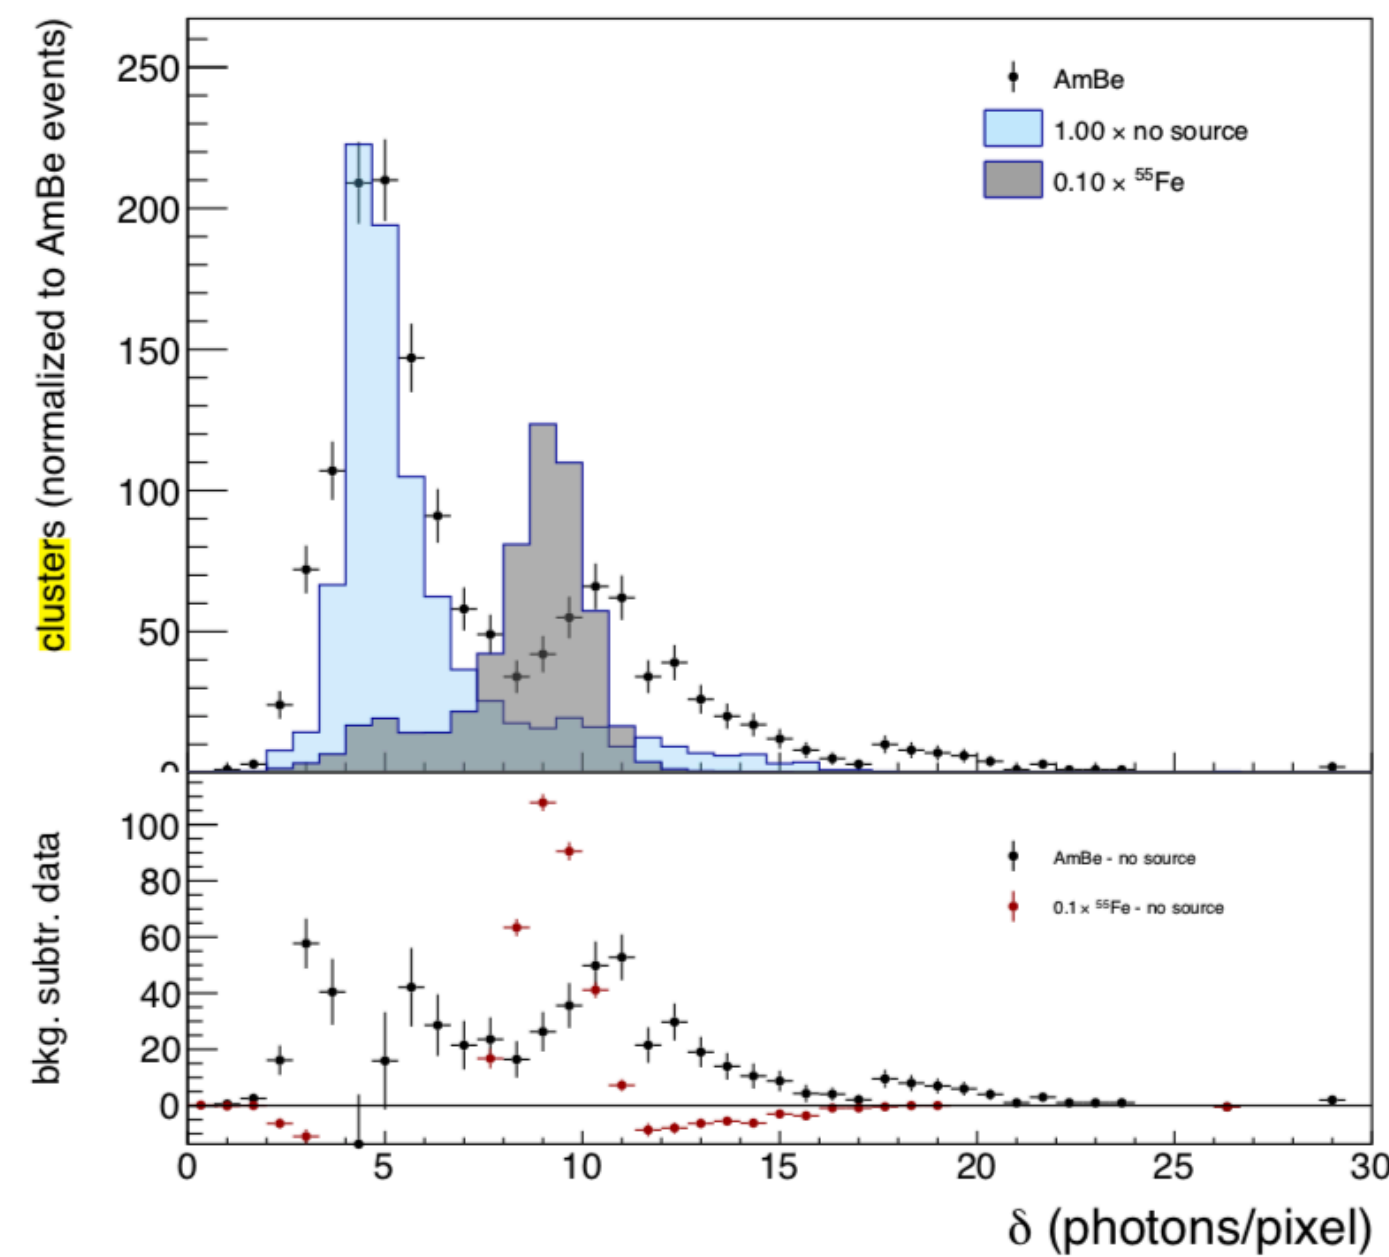 clusters (normalized to AmBe events)
250
200
150
100
50
0
AmBe
1.00 × no source
0.10 × ⁵⁵Fe
bkg. subtr. data
100
80
60
40
20
0
AmBe - no source
0.1× ⁵⁵Fe - no source
0 5 10 15 20 25 30
δ (photons/pixel)